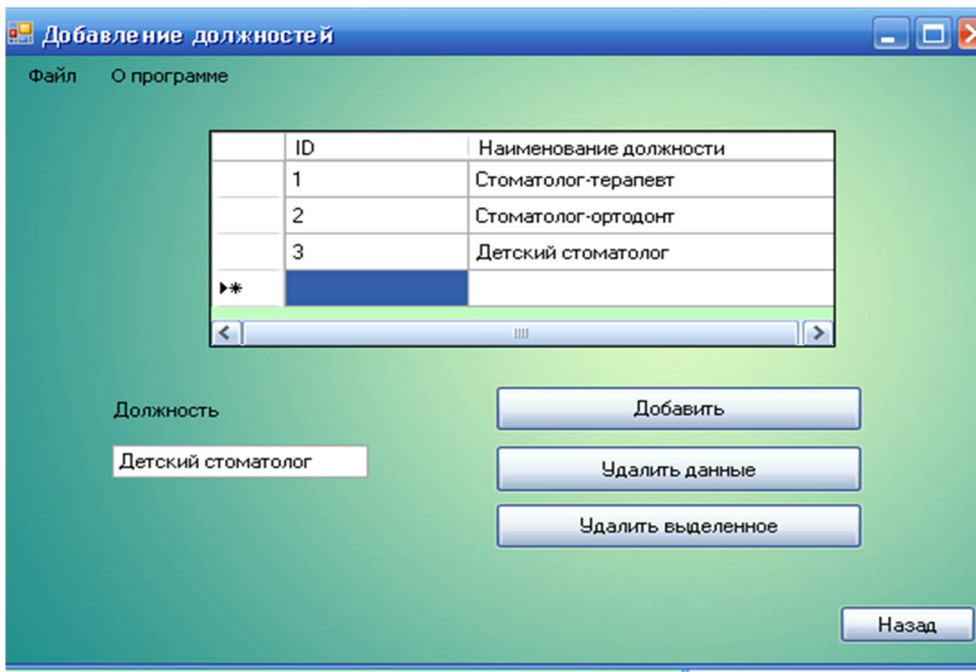 Добавление должностей
Файл О программе
ID Наименование должности
1 Стоматолог-терапевт
2 Стоматолог-ортодонт
3 Детский стоматолог
Должность
Добавить
Детский стоматолог
Удалить данные
Удалить выделенное
Назад